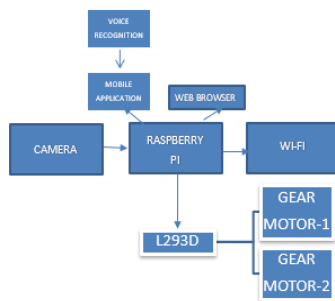 VOICE
RECOGNITION
MOBILE
APPLICATION
WEB BROWSER
CAMERA
RASPBERRY
PI
WI-FI
L293D
GEAR
MOTOR-1
GEAR
MOTOR-2